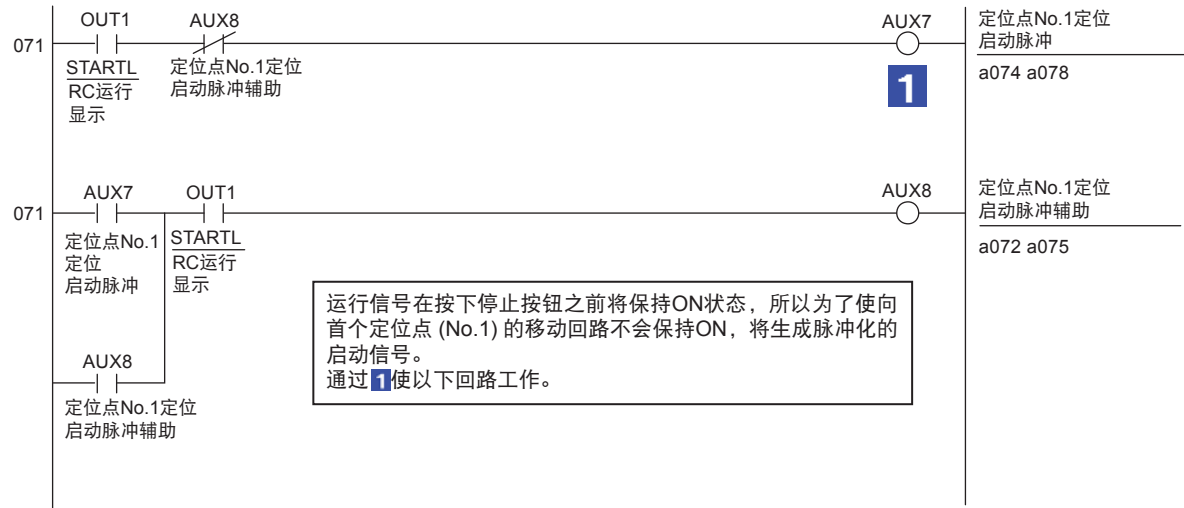 OUT1
AUX8
AUX7
定位点No.1定位
启动脉冲
071
STARTL
RC运行
显示
定位点No.1定位
启动脉冲辅助
1
a074 a078
AUX7
OUT1
AUX8
定位点No.1定位
启动脉冲辅助
071
定位点No.1
定位
启动脉冲
STARTL
RC运行
显示
a072 a075
运行信号在按下停止按钮之前将保持ON状态，所以为了使向
首个定位点 (No.1) 的移动回路不会保持ON，将生成脉冲化的
启动信号。
通过1使以下回路工作。
AUX8
定位点No.1定位
启动脉冲辅助